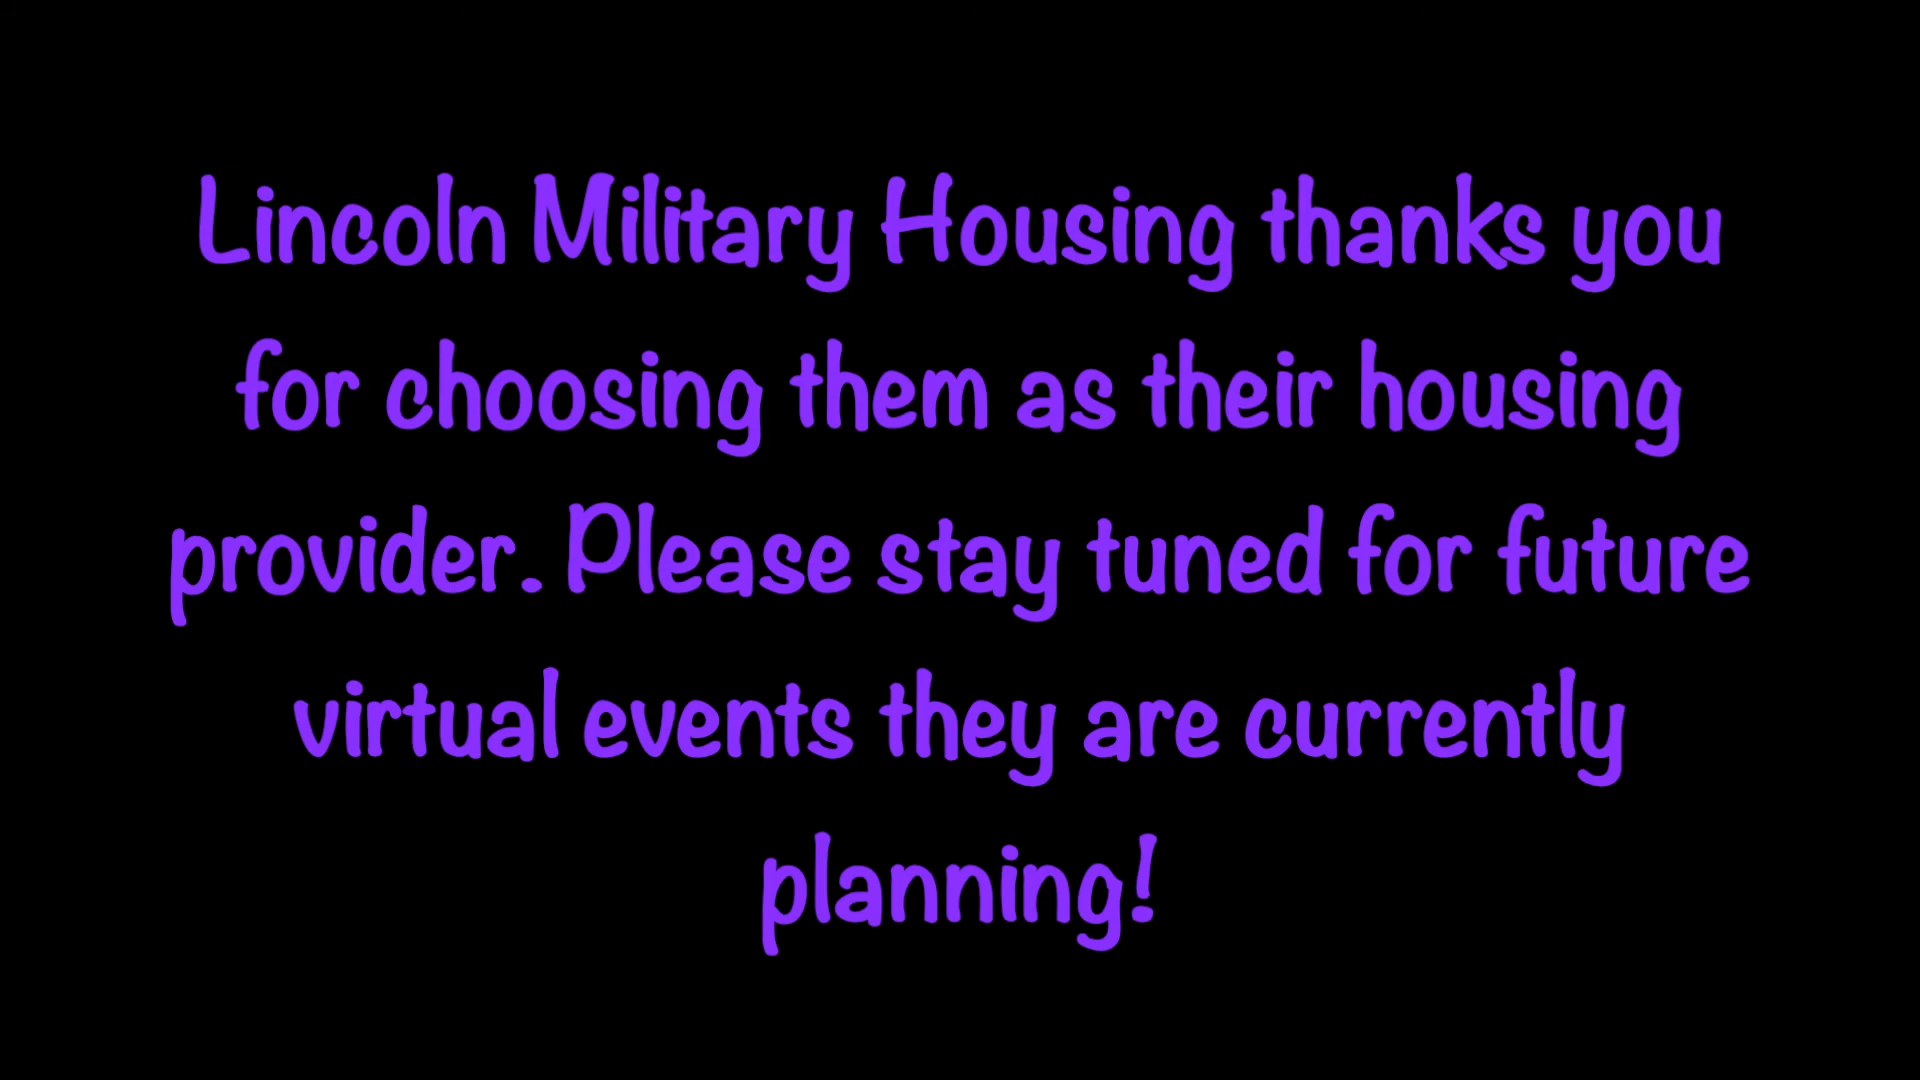 Lincoln Military Housing thanks you
for choosing them as their housing
provider. Please stay tuned for future
virtual events they are currently
planning!